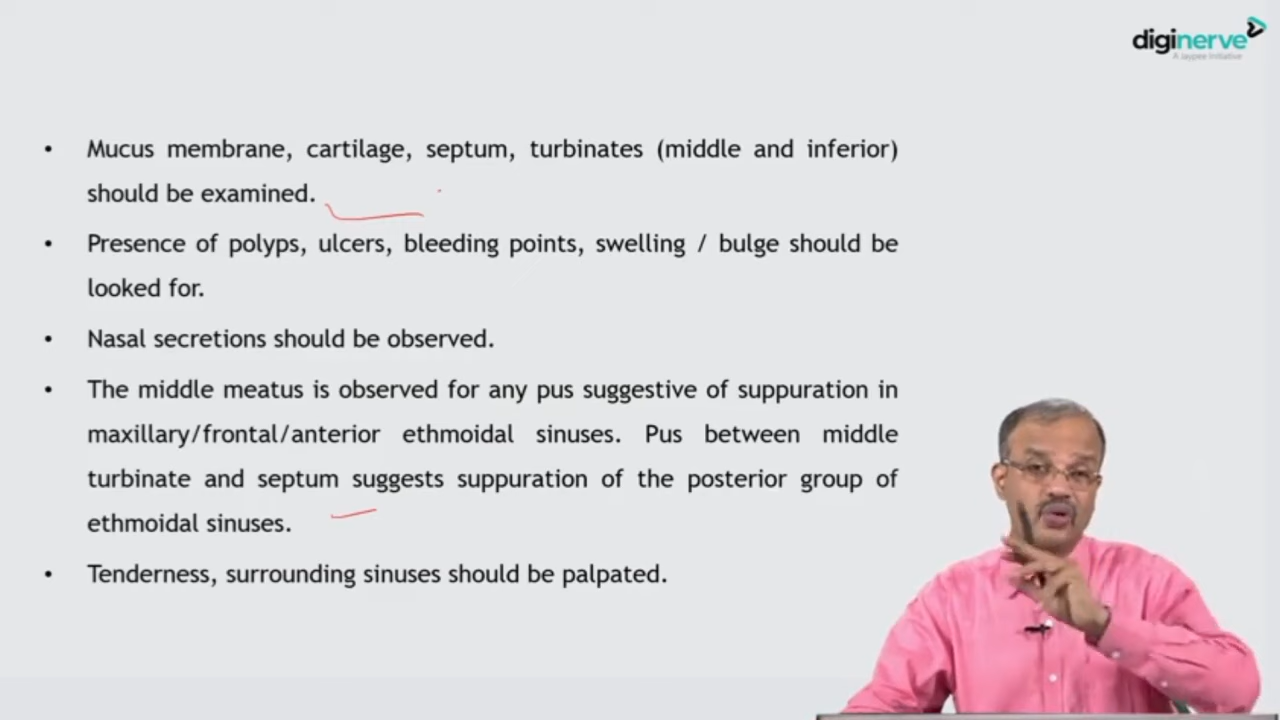 diginerve
A Jaypee Initiative
• Mucus membrane, cartilage, septum, turbinates (middle and inferior)
should be examined.
• Presence of polyps, ulcers, bleeding points, swelling / bulge should be
looked for.
• Nasal secretions should be observed.
• The middle meatus is observed for any pus suggestive of suppuration in
maxillary/frontal/anterior ethmoidal sinuses. Pus between middle
turbinate and septum suggests suppuration of the posterior group of
ethmoidal sinuses.
• Tenderness, surrounding sinuses should be palpated.